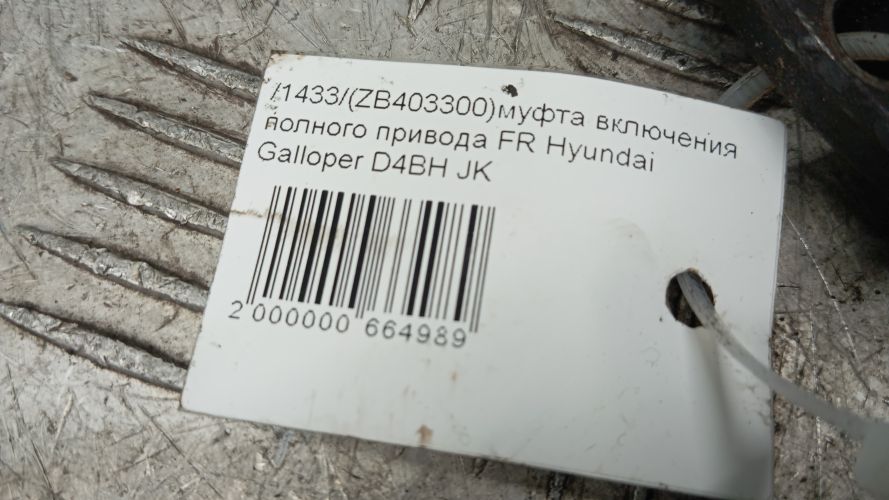 /1433/(ZB403300)муфта включения
полного привода FR Hyundai
Galloper D4BH JK
2 000000 664989